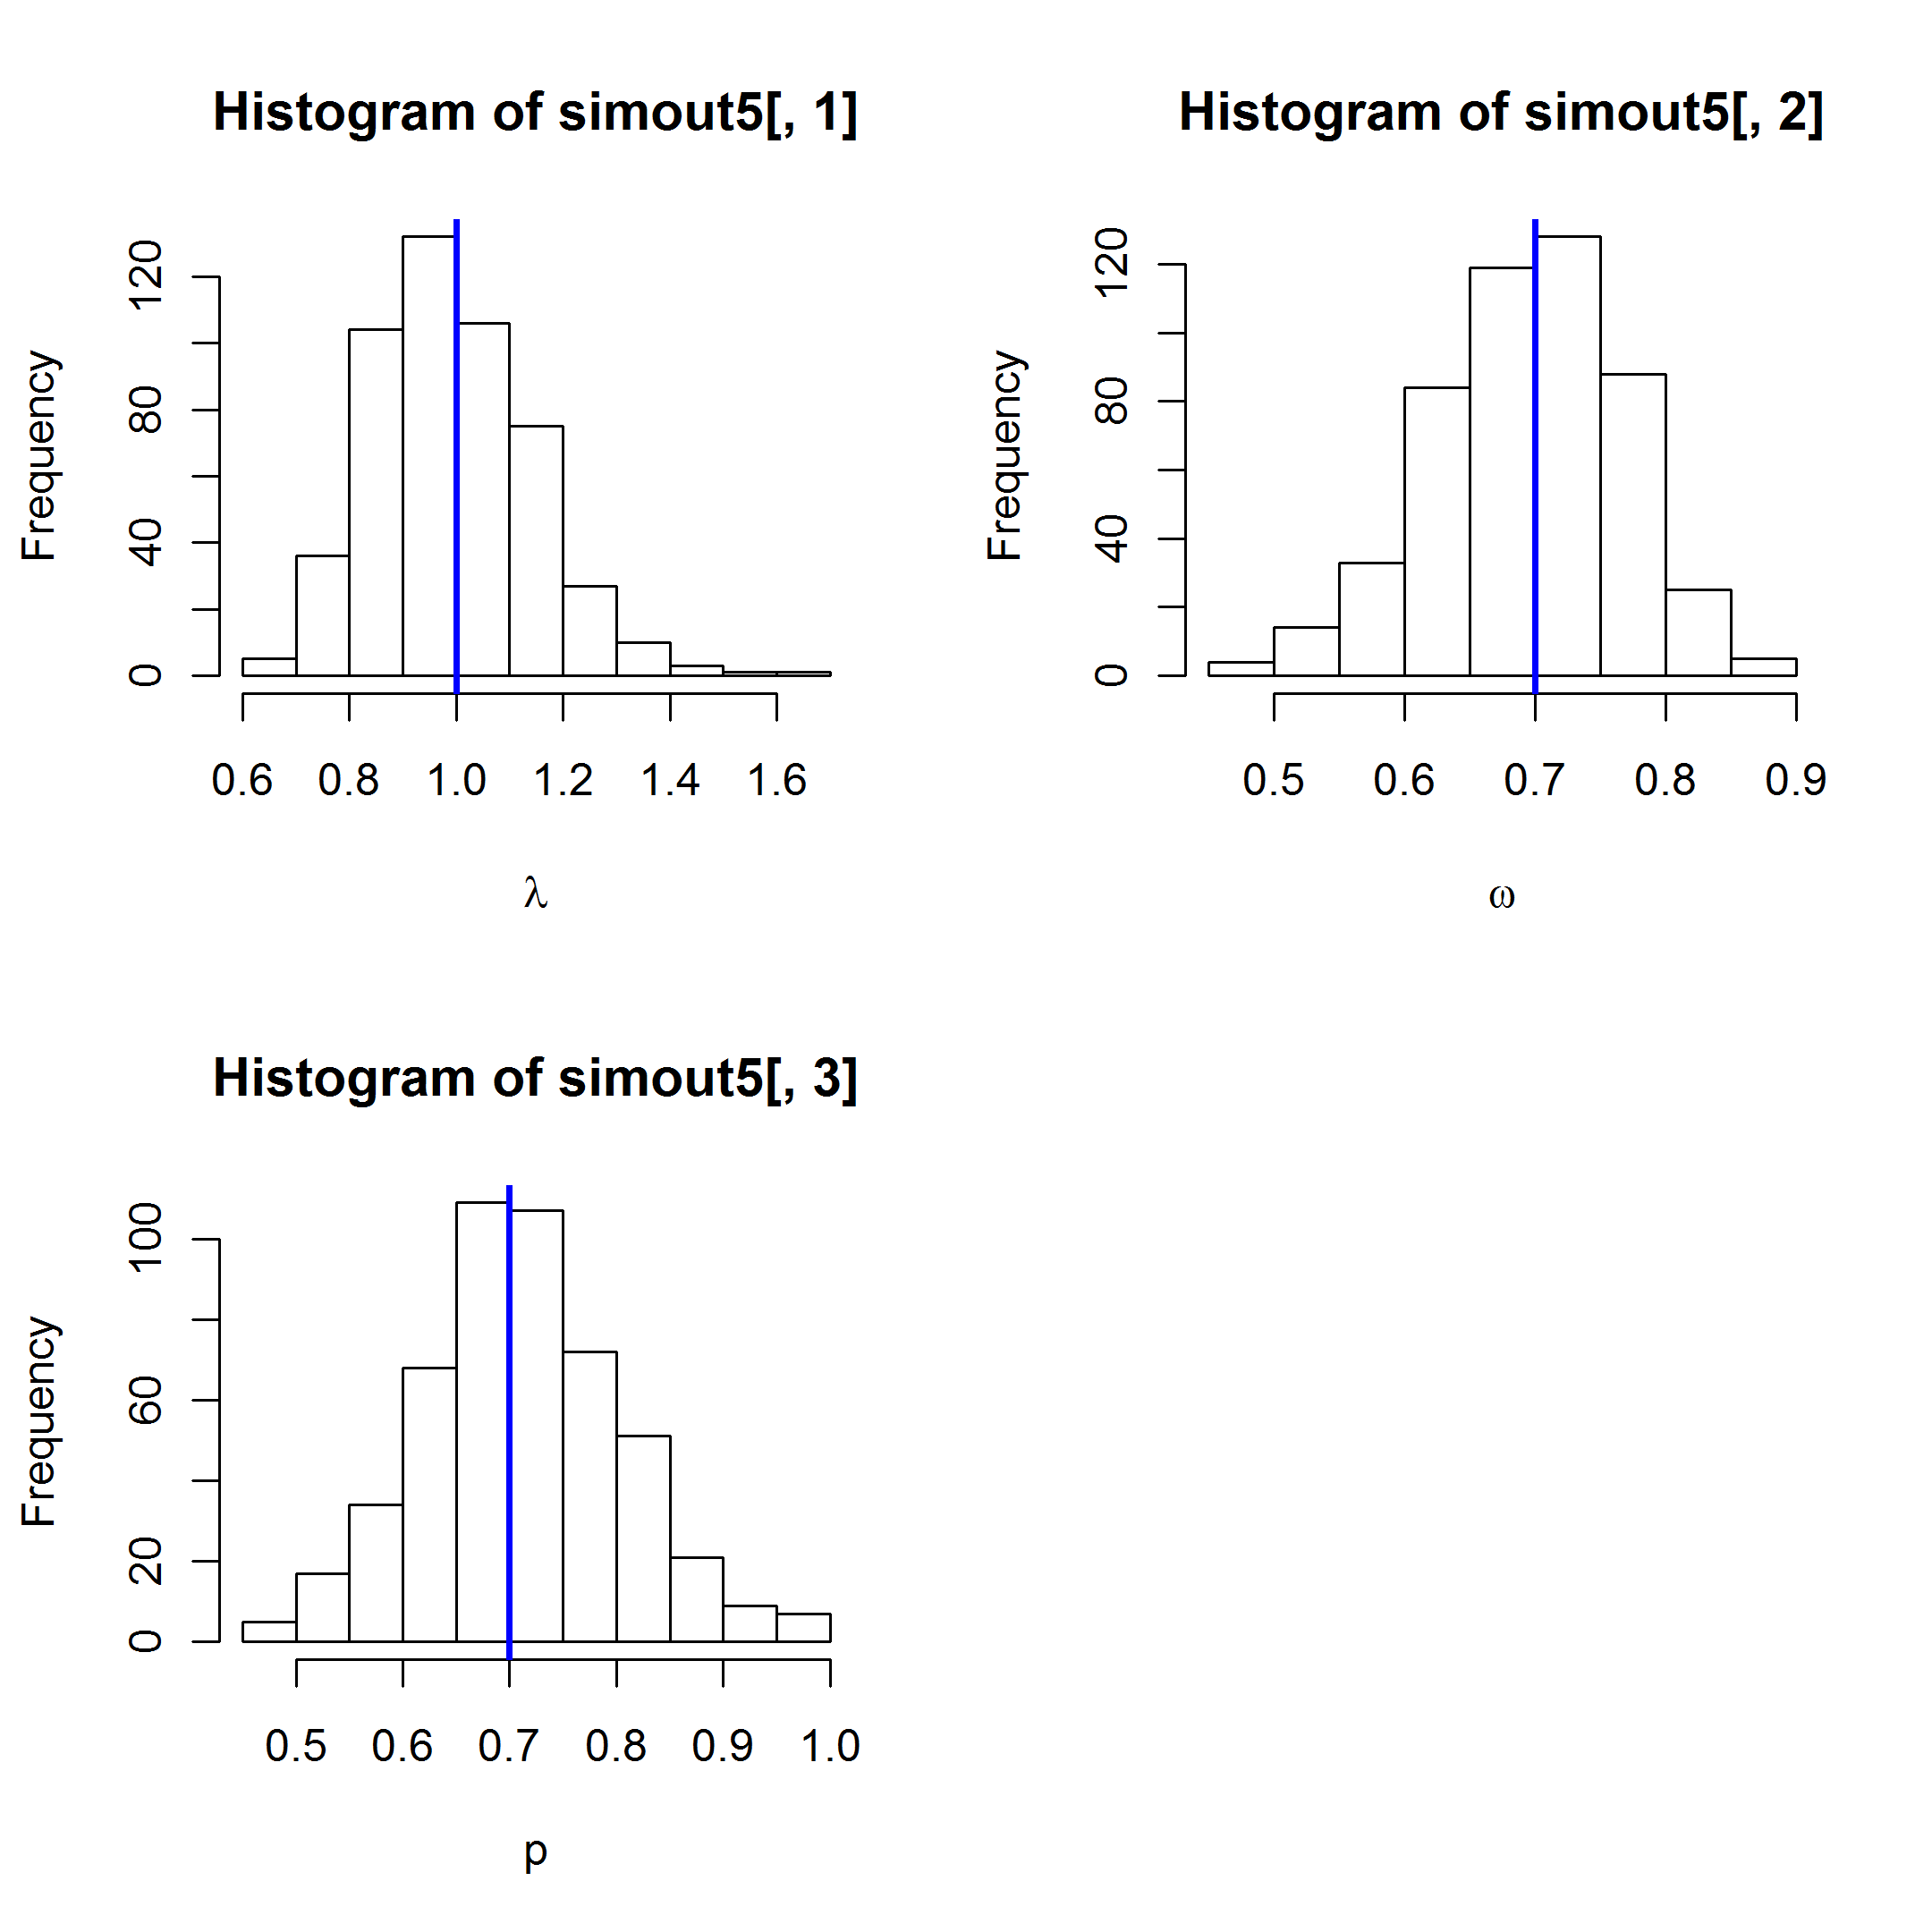 Histogram of simout5[, 1]
Frequency
0 40 80 120
0.6 0.8 1.0 1.2 1.4 1.6
λ
Histogram of simout5[, 2]
Frequency
0 40 80 120
0.5 0.6 0.7 0.8 0.9
ω
Histogram of simout5[, 3]
Frequency
0 20 60 100
0.5 0.6 0.7 0.8 0.9 1.0
p